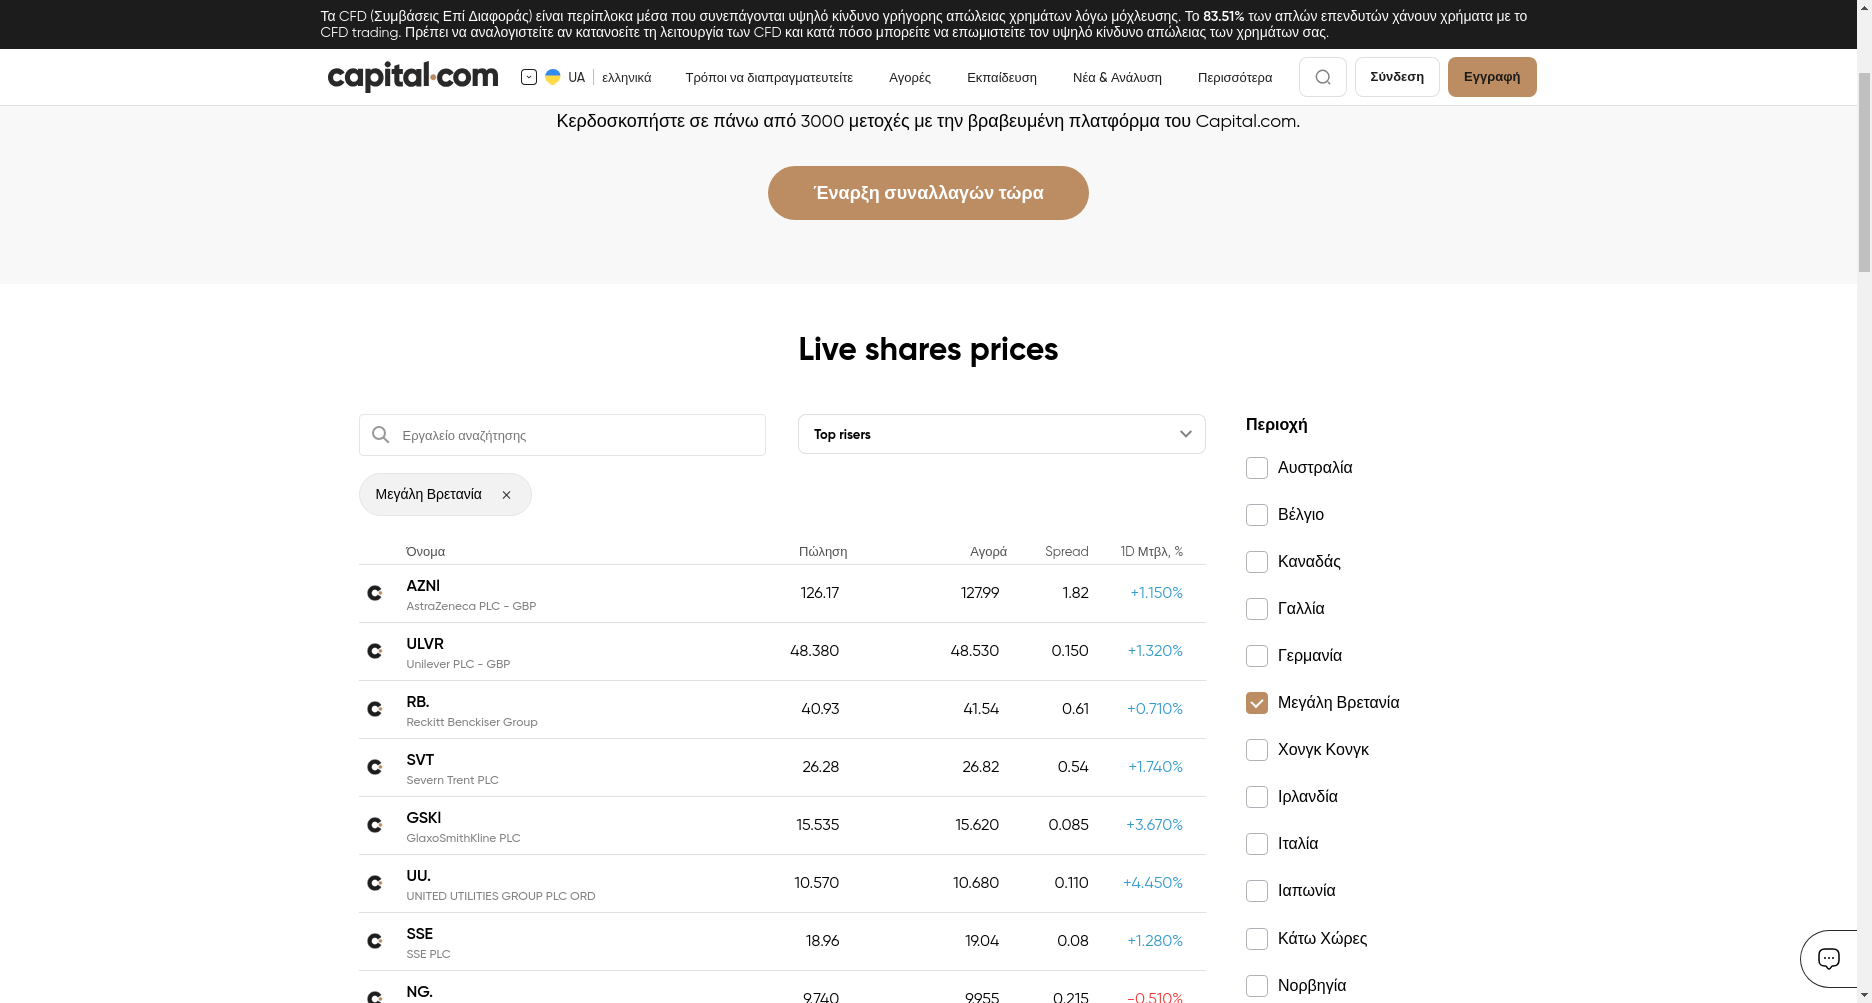 Τα CFD (Συμβάσεις Επί Διαφοράς) είναι περίπλοκα μέσα που συνεπάγονται υψηλό κίνδυνο γρήγορης απώλειας χρημάτων λόγω μόχλευσης. Το 83.51% των απλών επενδυτών χάνουν χρήματα με το
CFD trading. Πρέπει να αναλογιστείτε αν κατανοείτε τη λειτουργία των CFD και κατά πόσο μπορείτε να επωμιστείτε τον υψηλό κίνδυνο απώλειας των χρημάτων σας.
capital.com UA ελληνικά Τρόποι να διαπραγματευτείτε Αγορές Εκπαίδευση Νέα & Ανάλυση Περισσότερα Σύνδεση Εγγραφή
Κερδοσκοπήστε σε πάνω από 3000 μετοχές με την βραβευμένη πλατφόρμα του Capital.com.
Έναρξη συναλλαγών τώρα
Live shares prices
Εργαλείο αναζήτησης
Top risers
Μεγάλη Βρετανία
Όνομα Πώληση Αγορά Spread 1D Μτβλ, %
AZNl 126.17 127.99 1.82 +1.150%
AstraZeneca PLC - GBP
ULVR 48.380 48.530 0.150 +1.320%
Unilever PLC - GBP
RB. 40.93 41.54 0.61 +0.710%
Reckitt Benckiser Group
SVT 26.28 26.82 0.54 +1.740%
Severn Trent PLC
GSKl 15.535 15.620 0.085 +3.670%
GlaxoSmithKline PLC
UU. 10.570 10.680 0.110 +4.450%
UNITED UTILITIES GROUP PLC ORD
SSE 18.96 19.04 0.08 +1.280%
SSE PLC
NG. 9.740 9.955 0.215 -0.510%
Περιοχή
Αυστραλία
Βέλγιο
Καναδάς
Γαλλία
Γερμανία
Μεγάλη Βρετανία
Χονγκ Κονγκ
Ιρλανδία
Ιταλία
Ιαπωνία
Κάτω Χώρες
Νορβηγία